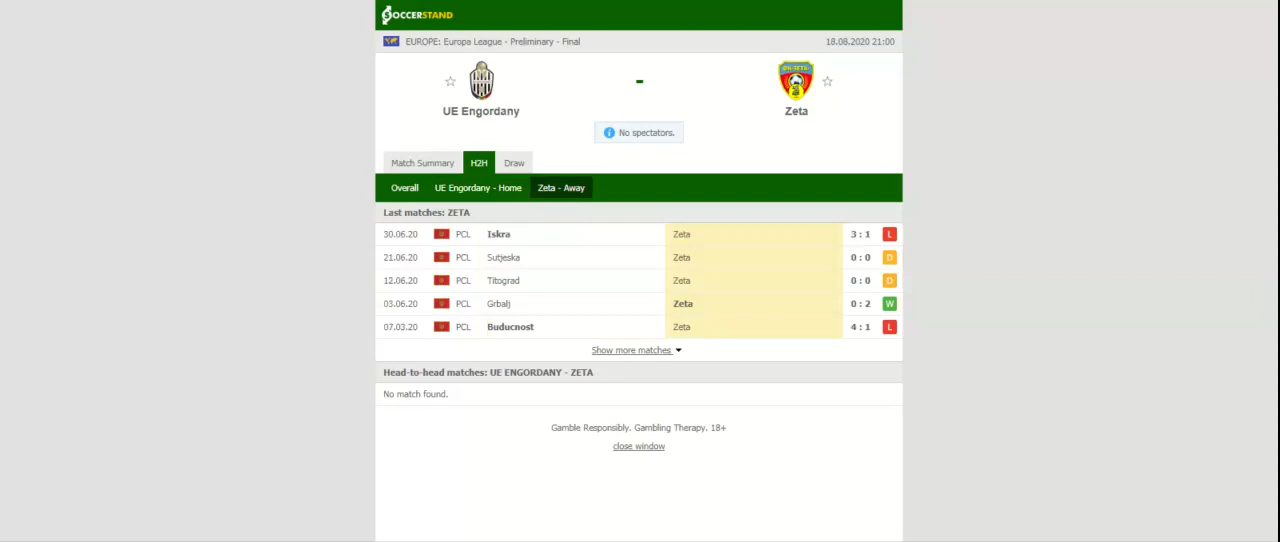 SOCCERSTAND
EUROPE: Europa League - Preliminary - Final 18.08.2020 21:00
UE Engordany - Zeta
No spectators.
Match Summary H2H Draw
Overall UE Engordany - Home Zeta - Away
Last matches: ZETA
30.06.20 PCL Iskra Zeta 3 : 1 L
21.06.20 PCL Sutjeska Zeta 0 : 0 D
12.06.20 PCL Titograd Zeta 0 : 0 D
03.06.20 PCL Grbalj Zeta 0 : 2 W
07.03.20 PCL Buducnost Zeta 4 : 1 L
Show more matches
Head-to-head matches: UE ENGORDANY - ZETA
No match found.
Gamble Responsibly. Gambling Therapy. 18+
close window